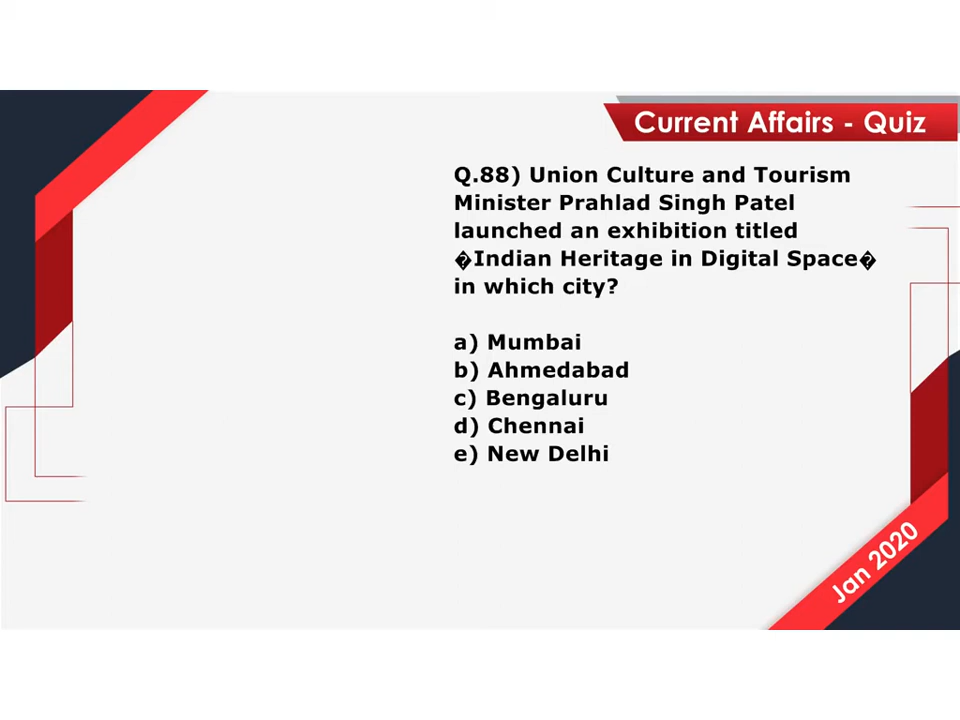 Current Affairs - Quiz
Q.88) Union Culture and Tourism
Minister Prahlad Singh Patel
launched an exhibition titled
�Indian Heritage in Digital Space�
in which city?
a) Mumbai
b) Ahmedabad
c) Bengaluru
d) Chennai
e) New Delhi
Jan 2020